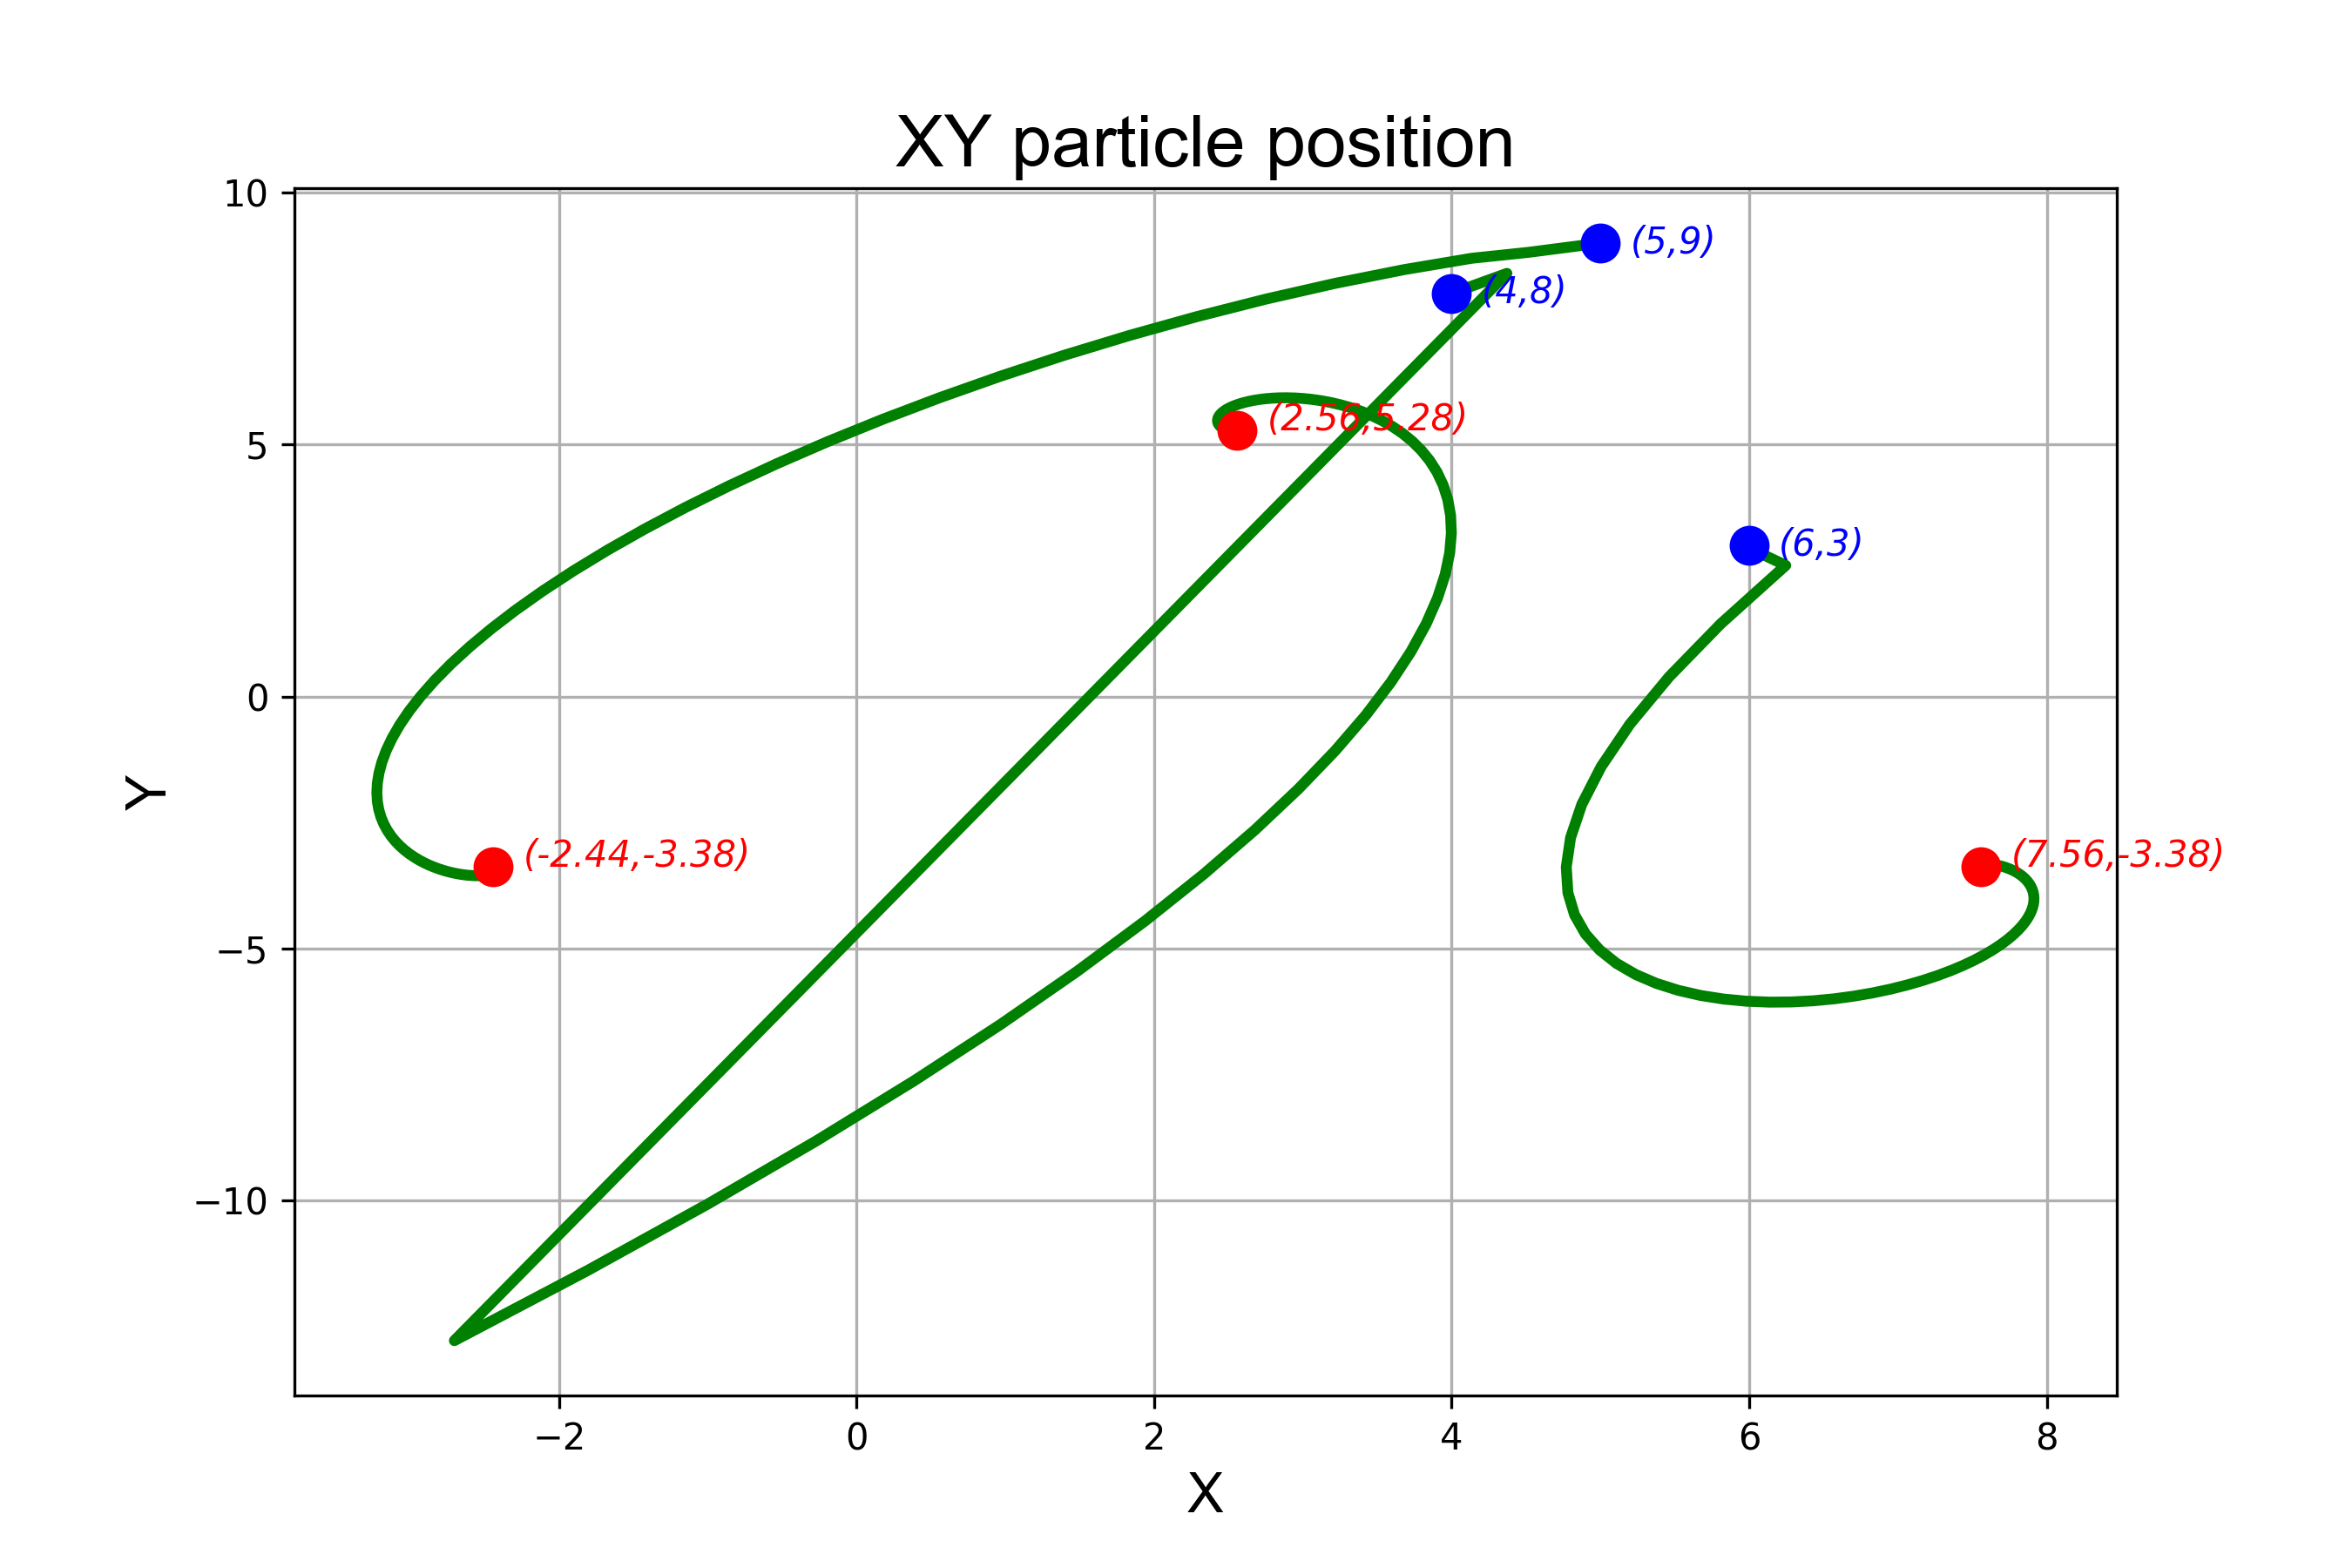 XY particle position
10
(5,9)
(4,8)
5
(2.56,5.28)
(6,3)
0
Y
(-2.44,-3.38)
(7.56,-3.38)
−5
−10
−2 0 2 4 6 8
X